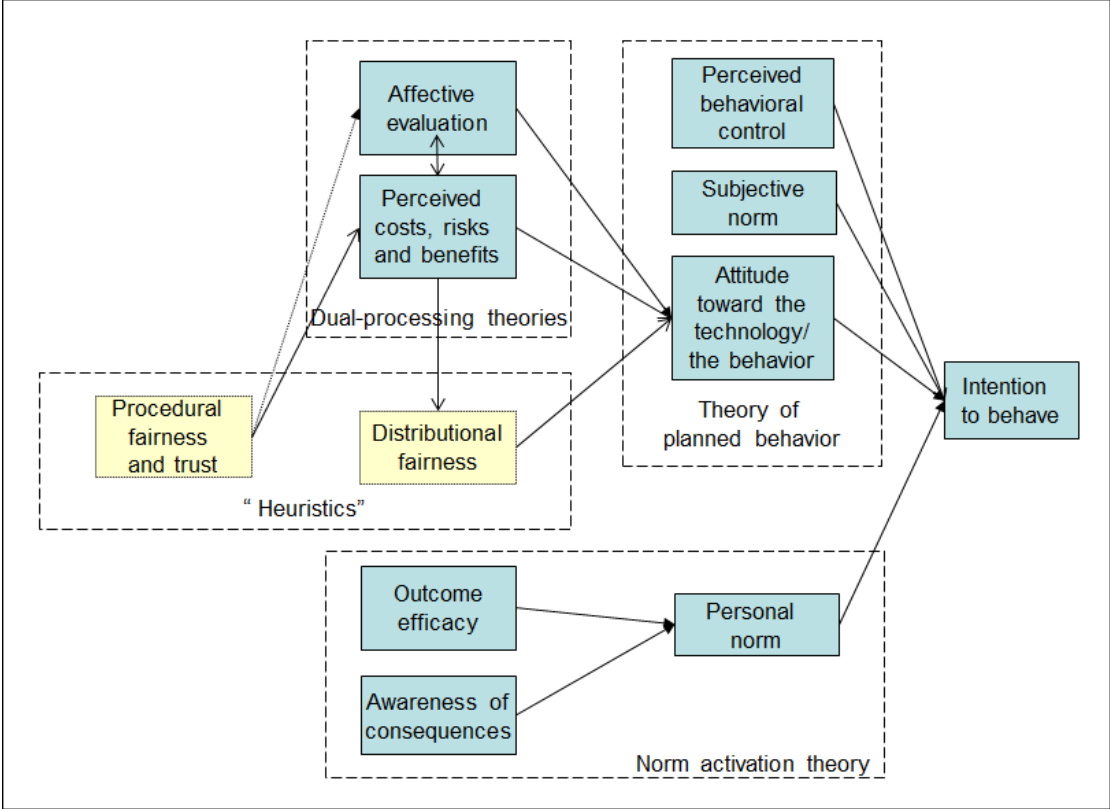 Affective
evaluation
Perceived
costs, risks
and benefits
Dual-processing theories
Procedural
fairness
and trust
Distributional
fairness
“ Heuristics”
Perceived
behavioral
control
Subjective
norm
Attitude
toward the
technology/
the behavior
Theory of
planned behavior
Intention
to behave
Outcome
efficacy
Awareness of
consequences
Personal
norm
Norm activation theory